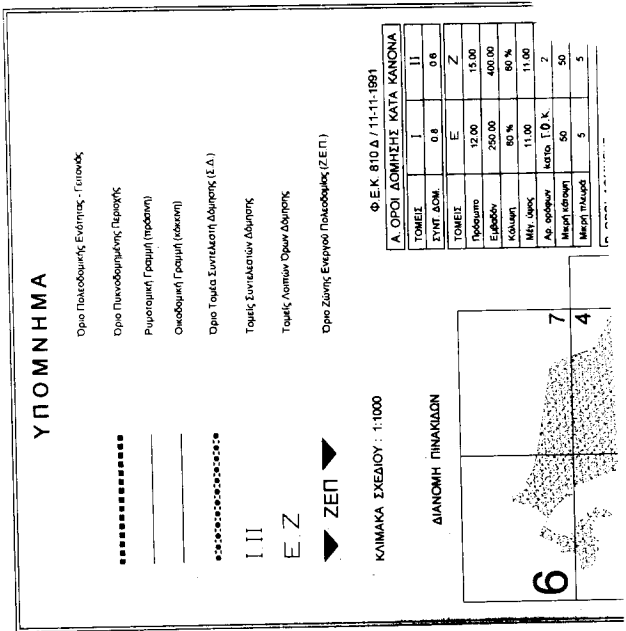 ΥΠΟΜΝΗΜΑ
Όριο Πολεοδομικής Ενότητας - Γειτονιάς
Όριο Πυκνοδομημένης Περιοχής
Ρυμοτομική Γραμμή (πράσινη)
Οικοδομική Γραμμή (κόκκινη)
Όριο Τομέα Συντελεστή Δόμησης (Σ.Δ.)
Ι ΙΙ Τομείς Συντελεστών Δόμησης
Ε, Ζ Τομείς Λοιπών Όρων Δόμησης
ΖΕΠ Όριο Ζώνης Ενεργού Πολεοδομίας (Ζ.Ε.Π.)
ΚΛΙΜΑΚΑ ΣΧΕΔΙΟΥ : 1:1000
Φ.Ε.Κ. 810 Δ / 11-11-1991
Α. ΟΡΟΙ ΔΟΜΗΣΗΣ ΚΑΤΑ ΚΑΝΟΝΑ
ΤΟΜΕΙΣ Ι ΙΙ
ΣΥΝΤ. ΔΟΜ. 0.8 0.6
ΤΟΜΕΙΣ Ε Ζ
Πρόσωπο 12.00 15.00
Εμβαδόν 250.00 400.00
Κάλυψη 60 % 60 %
Μέγ. ύψος 11.00 11.00
Αρ. ορόφων κατα Γ.Ο.Κ. 2
Μικρή κάτοψη 50 50
Μικρή πλευρά 5 5
ΔΙΑΝΟΜΗ ΠΙΝΑΚΙΔΩΝ
6
7
4